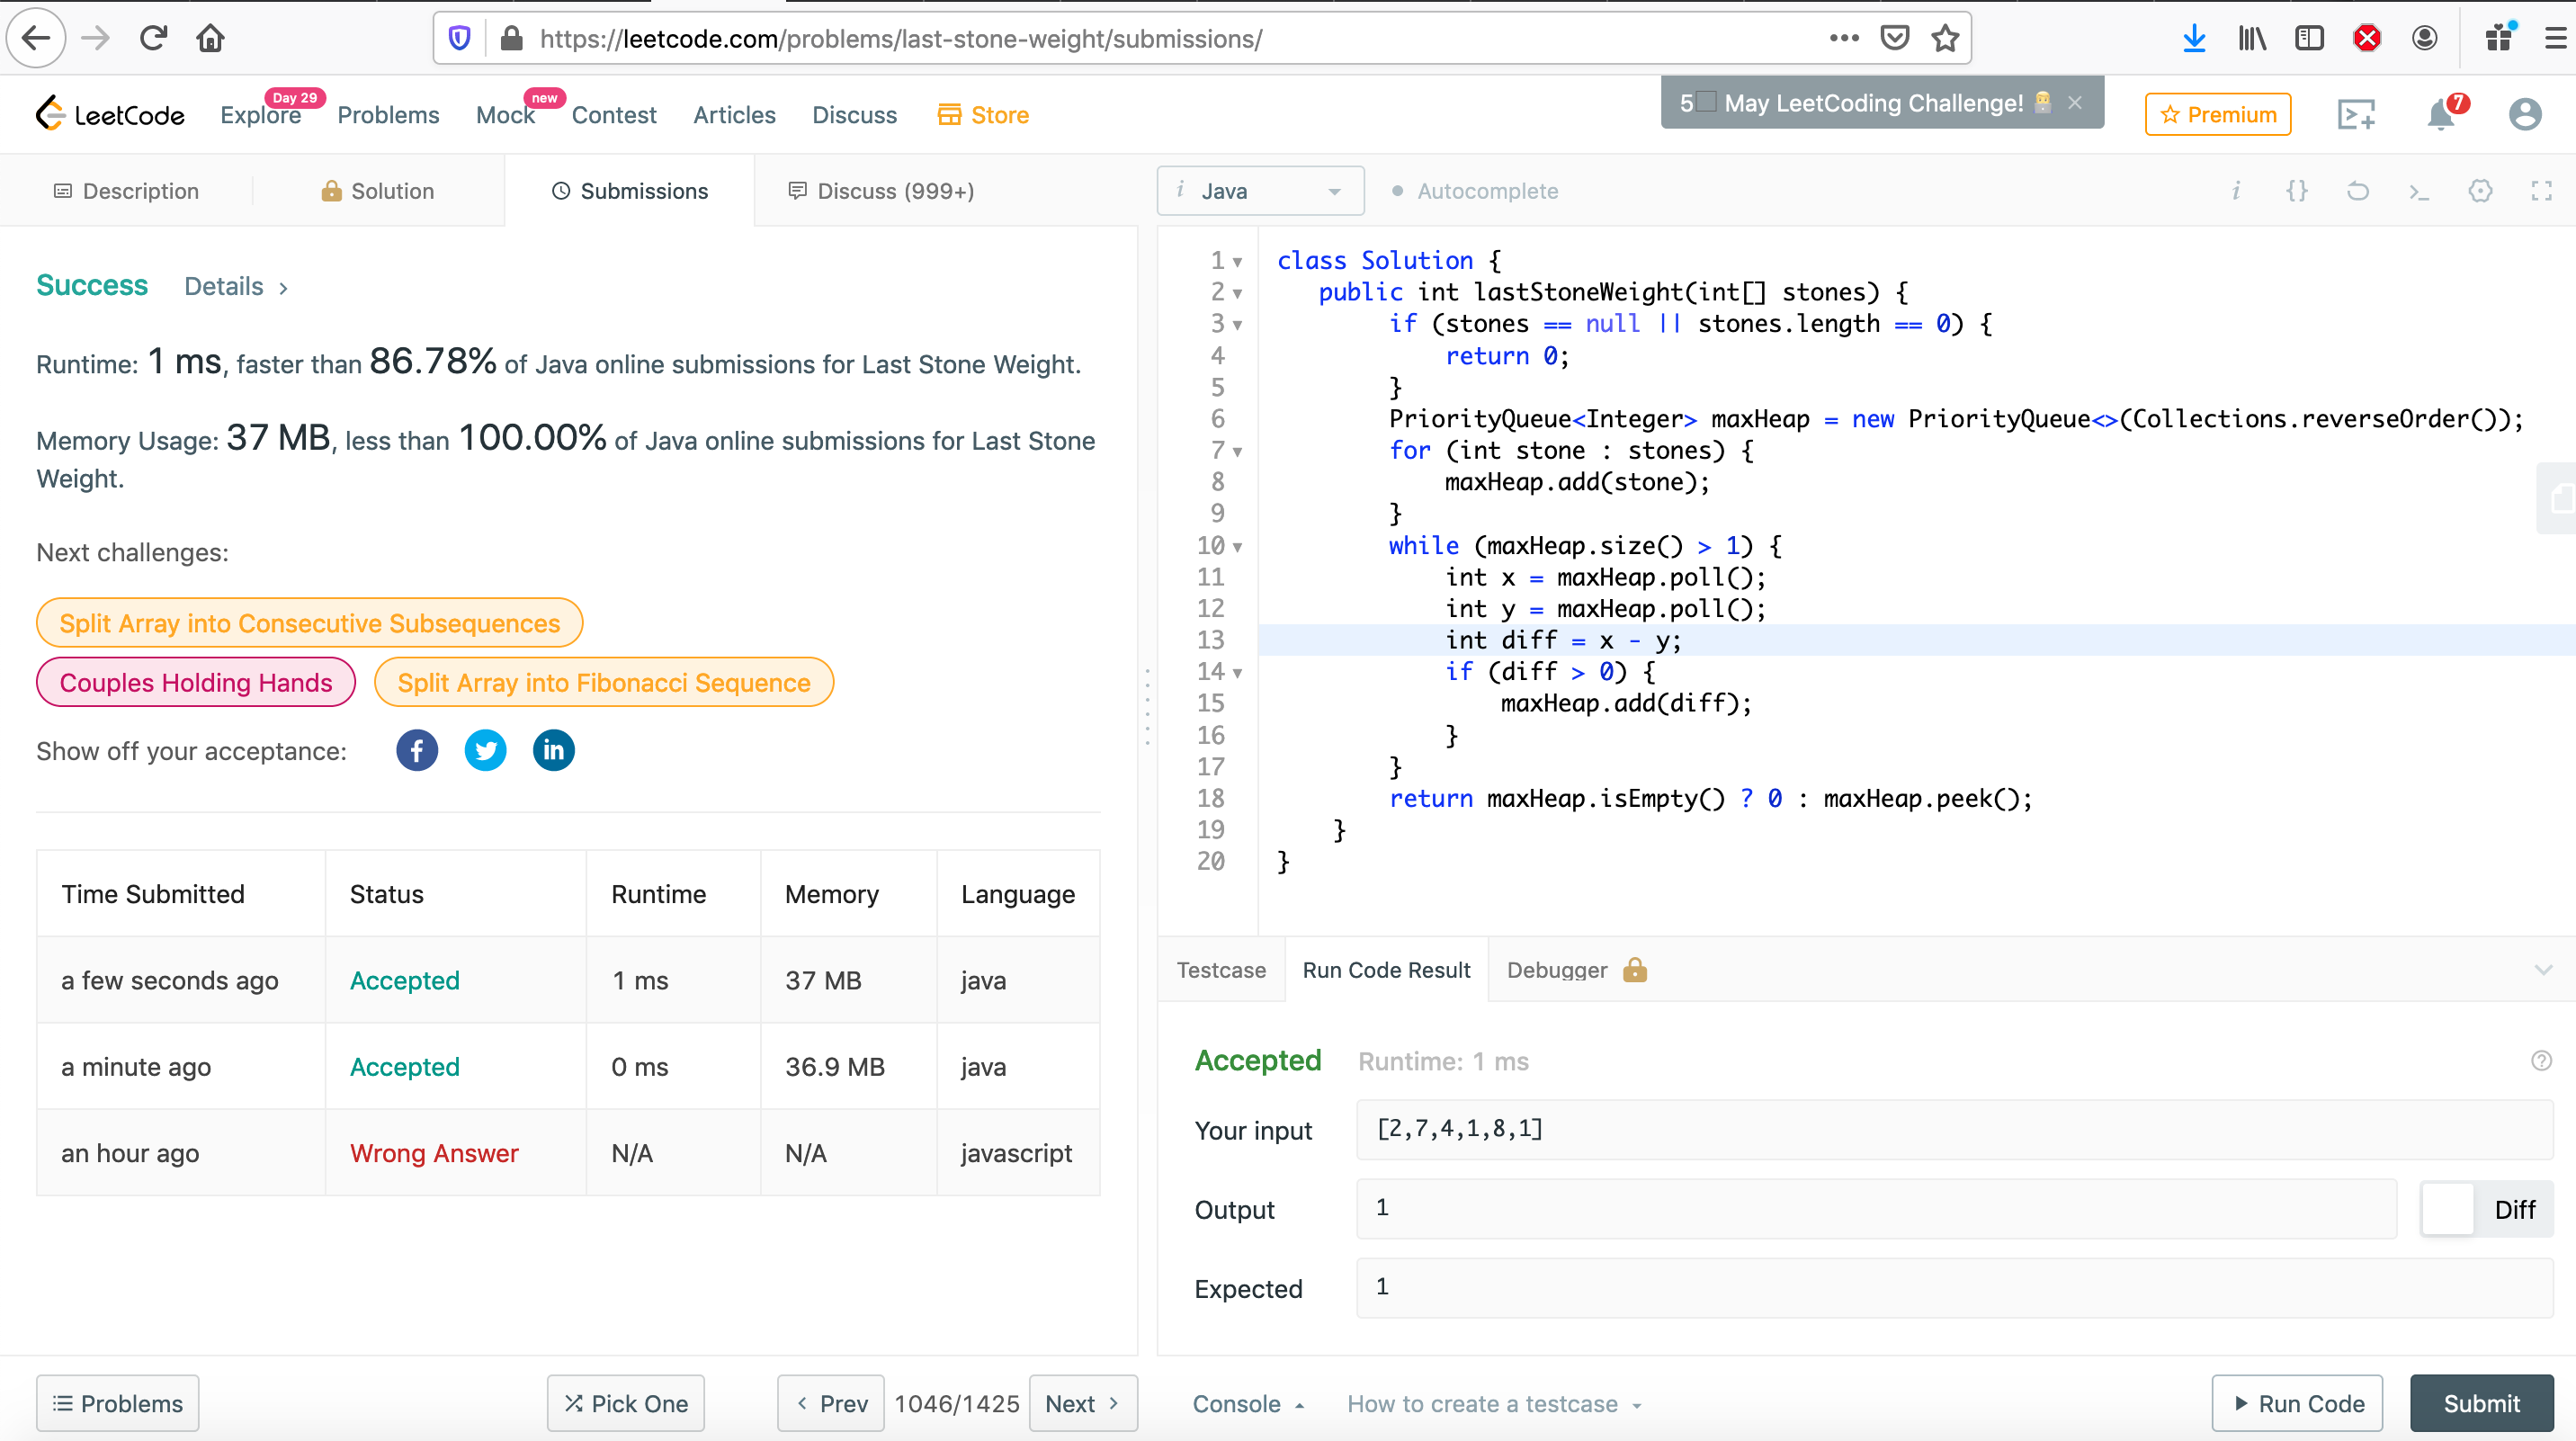 https://leetcode.com/problems/last-stone-weight/submissions/
LeetCode
Explore
Day 29
Problems
Mock
new
Contest
Articles
Discuss
Store
5 May LeetCoding Challenge!
Premium
7
Description
Solution
Submissions
Discuss (999+)
Success Details >
Runtime: 1 ms, faster than 86.78% of Java online submissions for Last Stone Weight.
Memory Usage: 37 MB, less than 100.00% of Java online submissions for Last Stone
Weight.
Next challenges:
Split Array into Consecutive Subsequences
Couples Holding Hands Split Array into Fibonacci Sequence
Show off your acceptance:
Time Submitted Status Runtime Memory Language
a few seconds ago Accepted 1 ms 37 MB java
a minute ago Accepted 0 ms 36.9 MB java
an hour ago Wrong Answer N/A N/A javascript
Problems
Pick One
< Prev 1046/1425 Next >
i Java
Autocomplete
i {} >_
1 class Solution {
2 public int lastStoneWeight(int[] stones) {
3 if (stones == null || stones.length == 0) {
4 return 0;
5 }
6 PriorityQueue<Integer> maxHeap = new PriorityQueue<>(Collections.reverseOrder());
7 for (int stone : stones) {
8 maxHeap.add(stone);
9 }
10 while (maxHeap.size() > 1) {
11 int x = maxHeap.poll();
12 int y = maxHeap.poll();
13 int diff = x - y;
14 if (diff > 0) {
15 maxHeap.add(diff);
16 }
17 }
18 return maxHeap.isEmpty() ? 0 : maxHeap.peek();
19 }
20 }
Testcase Run Code Result Debugger
Accepted Runtime: 1 ms
Your input [2,7,4,1,8,1]
Output 1 Diff
Expected 1
Console How to create a testcase
Run Code Submit